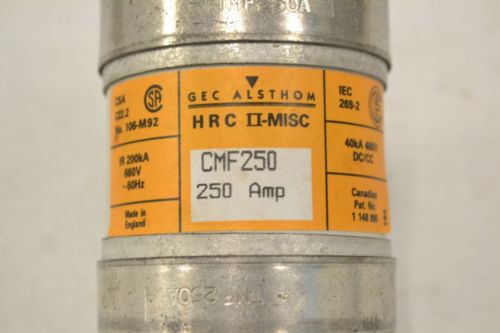 GEC ALSTHOM
HRC II-MISC
CMF250
250 Amp
CSA
C22.2
No. 106-M92
IR 200kA
660V
~60Hz
Made in
England
IEC
269-2
40kA 460V
DC/CC
Canadian
Pat. No
1 148 995